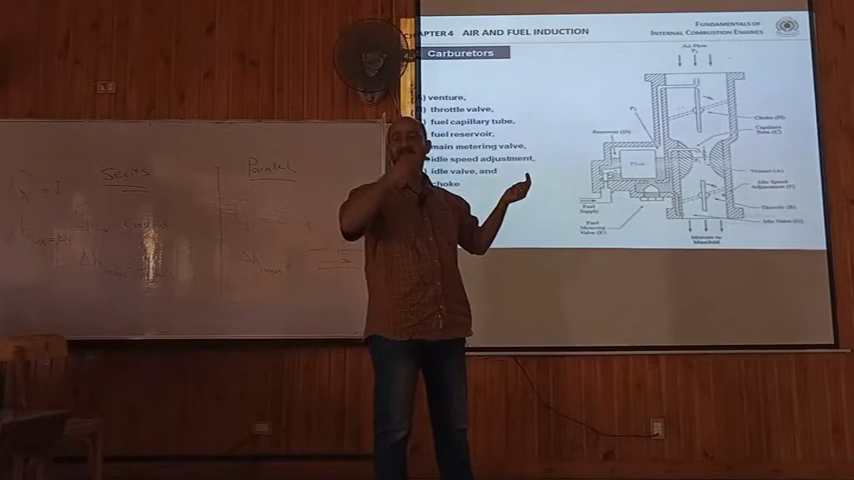 CHAPTER 4 AIR AND FUEL INDUCTION
FUNDAMENTALS OF
INTERNAL COMBUSTION ENGINES
Carburetors
venture,
throttle valve,
fuel capillary tube,
fuel reservoir,
main metering valve,
idle speed adjustment,
idle valve, and
choke
Air Flow
Choke (H)
Capillary
Tube (C)
Reservoir (D)
Float
Venturi (A)
Idle Speed
Adjustment (F)
Throttle (B)
Idle Valve (G)
Fuel
Supply
Fuel
Metering
Valve (E)
Mixture to
Manifold
Series
Parallel